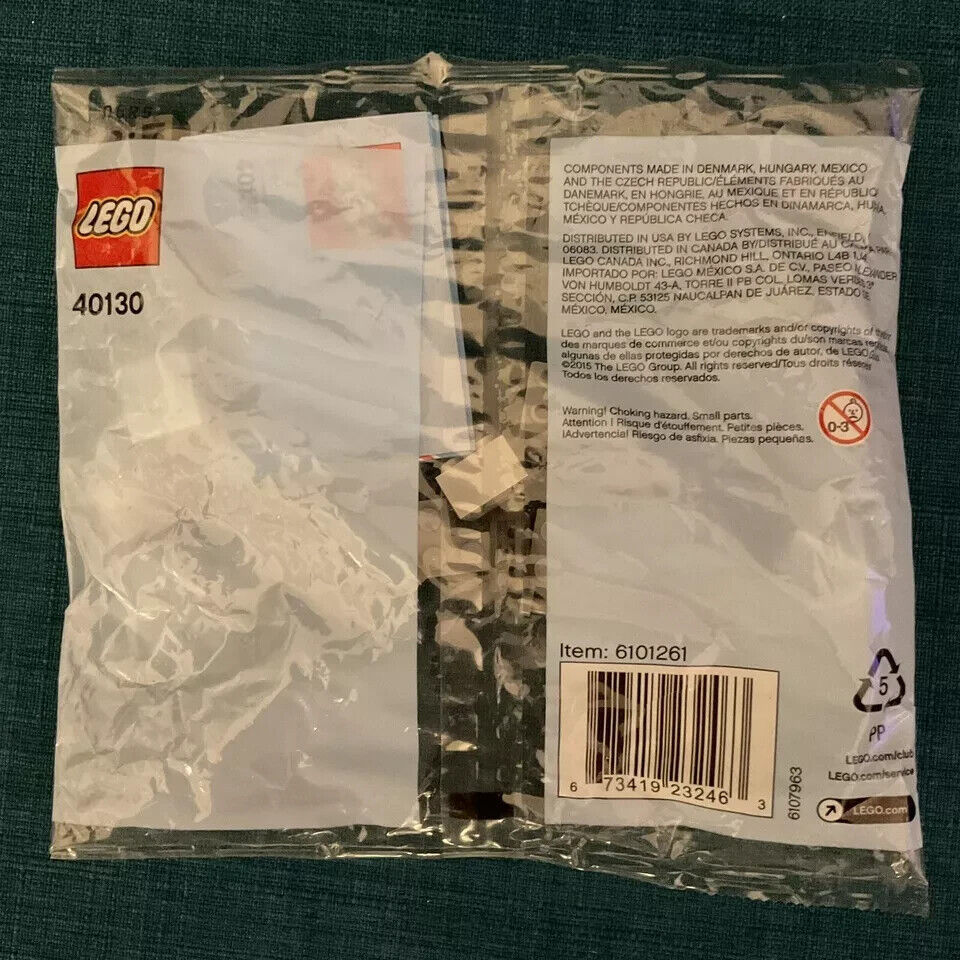 LEGO
40130
COMPONENTS MADE IN DENMARK, HUNGARY, MEXICO
AND THE CZECH REPUBLIC/ÉLÉMENTS FABRIQUÉS AU
DANEMARK, EN HONGRIE, AU MEXIQUE ET EN RÉPUBLIQ
TCHÈQUE/COMPONENTES HECHOS EN DINAMARCA,
MÉXICO Y REPÚBLICA CHECA.
DISTRIBUTED IN USA BY LEGO SYSTEMS, INC., ENFIELD,
06083. DISTRIBUTED IN CANADA BY/DISTRIBUÉ AU
LEGO CANADA INC., RICHMOND HILL, ONTARIO L4B
IMPORTADO POR: LEGO MÉXICO S.A. DE C.V., PASEO
VON HUMBOLDT 43-A, TORRE II PB COL. LOMAS
SECCIÓN, C.P. 53125 NAUCALPAN DE JUÁREZ, ESTADO
MÉXICO, MÉXICO.
LEGO and the LEGO logo are trademarks and/or copyrights of
des marques de commerce et/ou copyrights du/son marcas
algunas de ellas protegidas por derechos de autor, de LEGO
©2015 The LEGO Group. All rights reserved/Tous droits
Todos los derechos reservados.
Warning! Choking hazard. Small parts.
Attention ! Risque d'étouffement. Petites pièces.
¡Advertencia! Riesgo de asfixia. Piezas pequeñas.
0-3
Item: 6101261
6 73419 23246 3
6107963
5
PP
LEGO.com/club
LEGO.com/service
LEGO.com